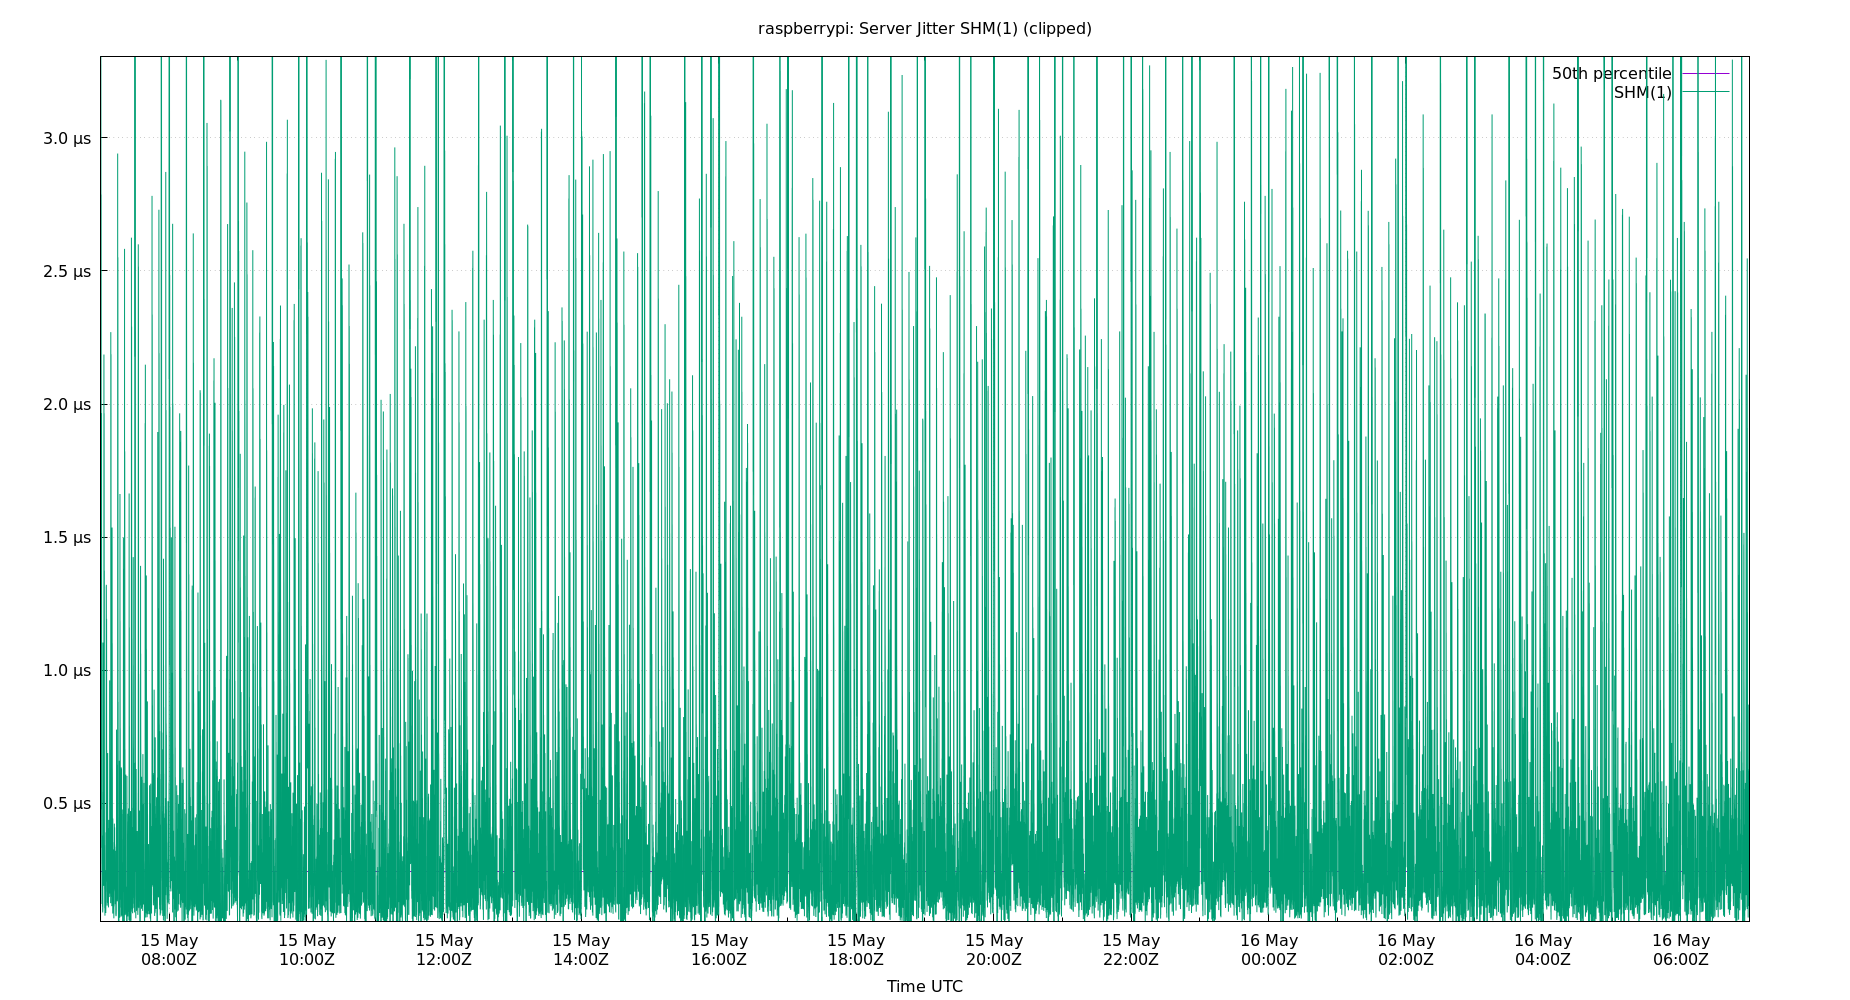 raspberrypi: Server Jitter SHM(1) (clipped)
50th percentile
SHM(1)
3.0 µs
2.5 µs
2.0 µs
1.5 µs
1.0 µs
0.5 µs
15 May 15 May 15 May 15 May 15 May 15 May 15 May 15 May 16 May 16 May 16 May 16 May
08:00Z 10:00Z 12:00Z 14:00Z 16:00Z 18:00Z 20:00Z 22:00Z 00:00Z 02:00Z 04:00Z 06:00Z
Time UTC